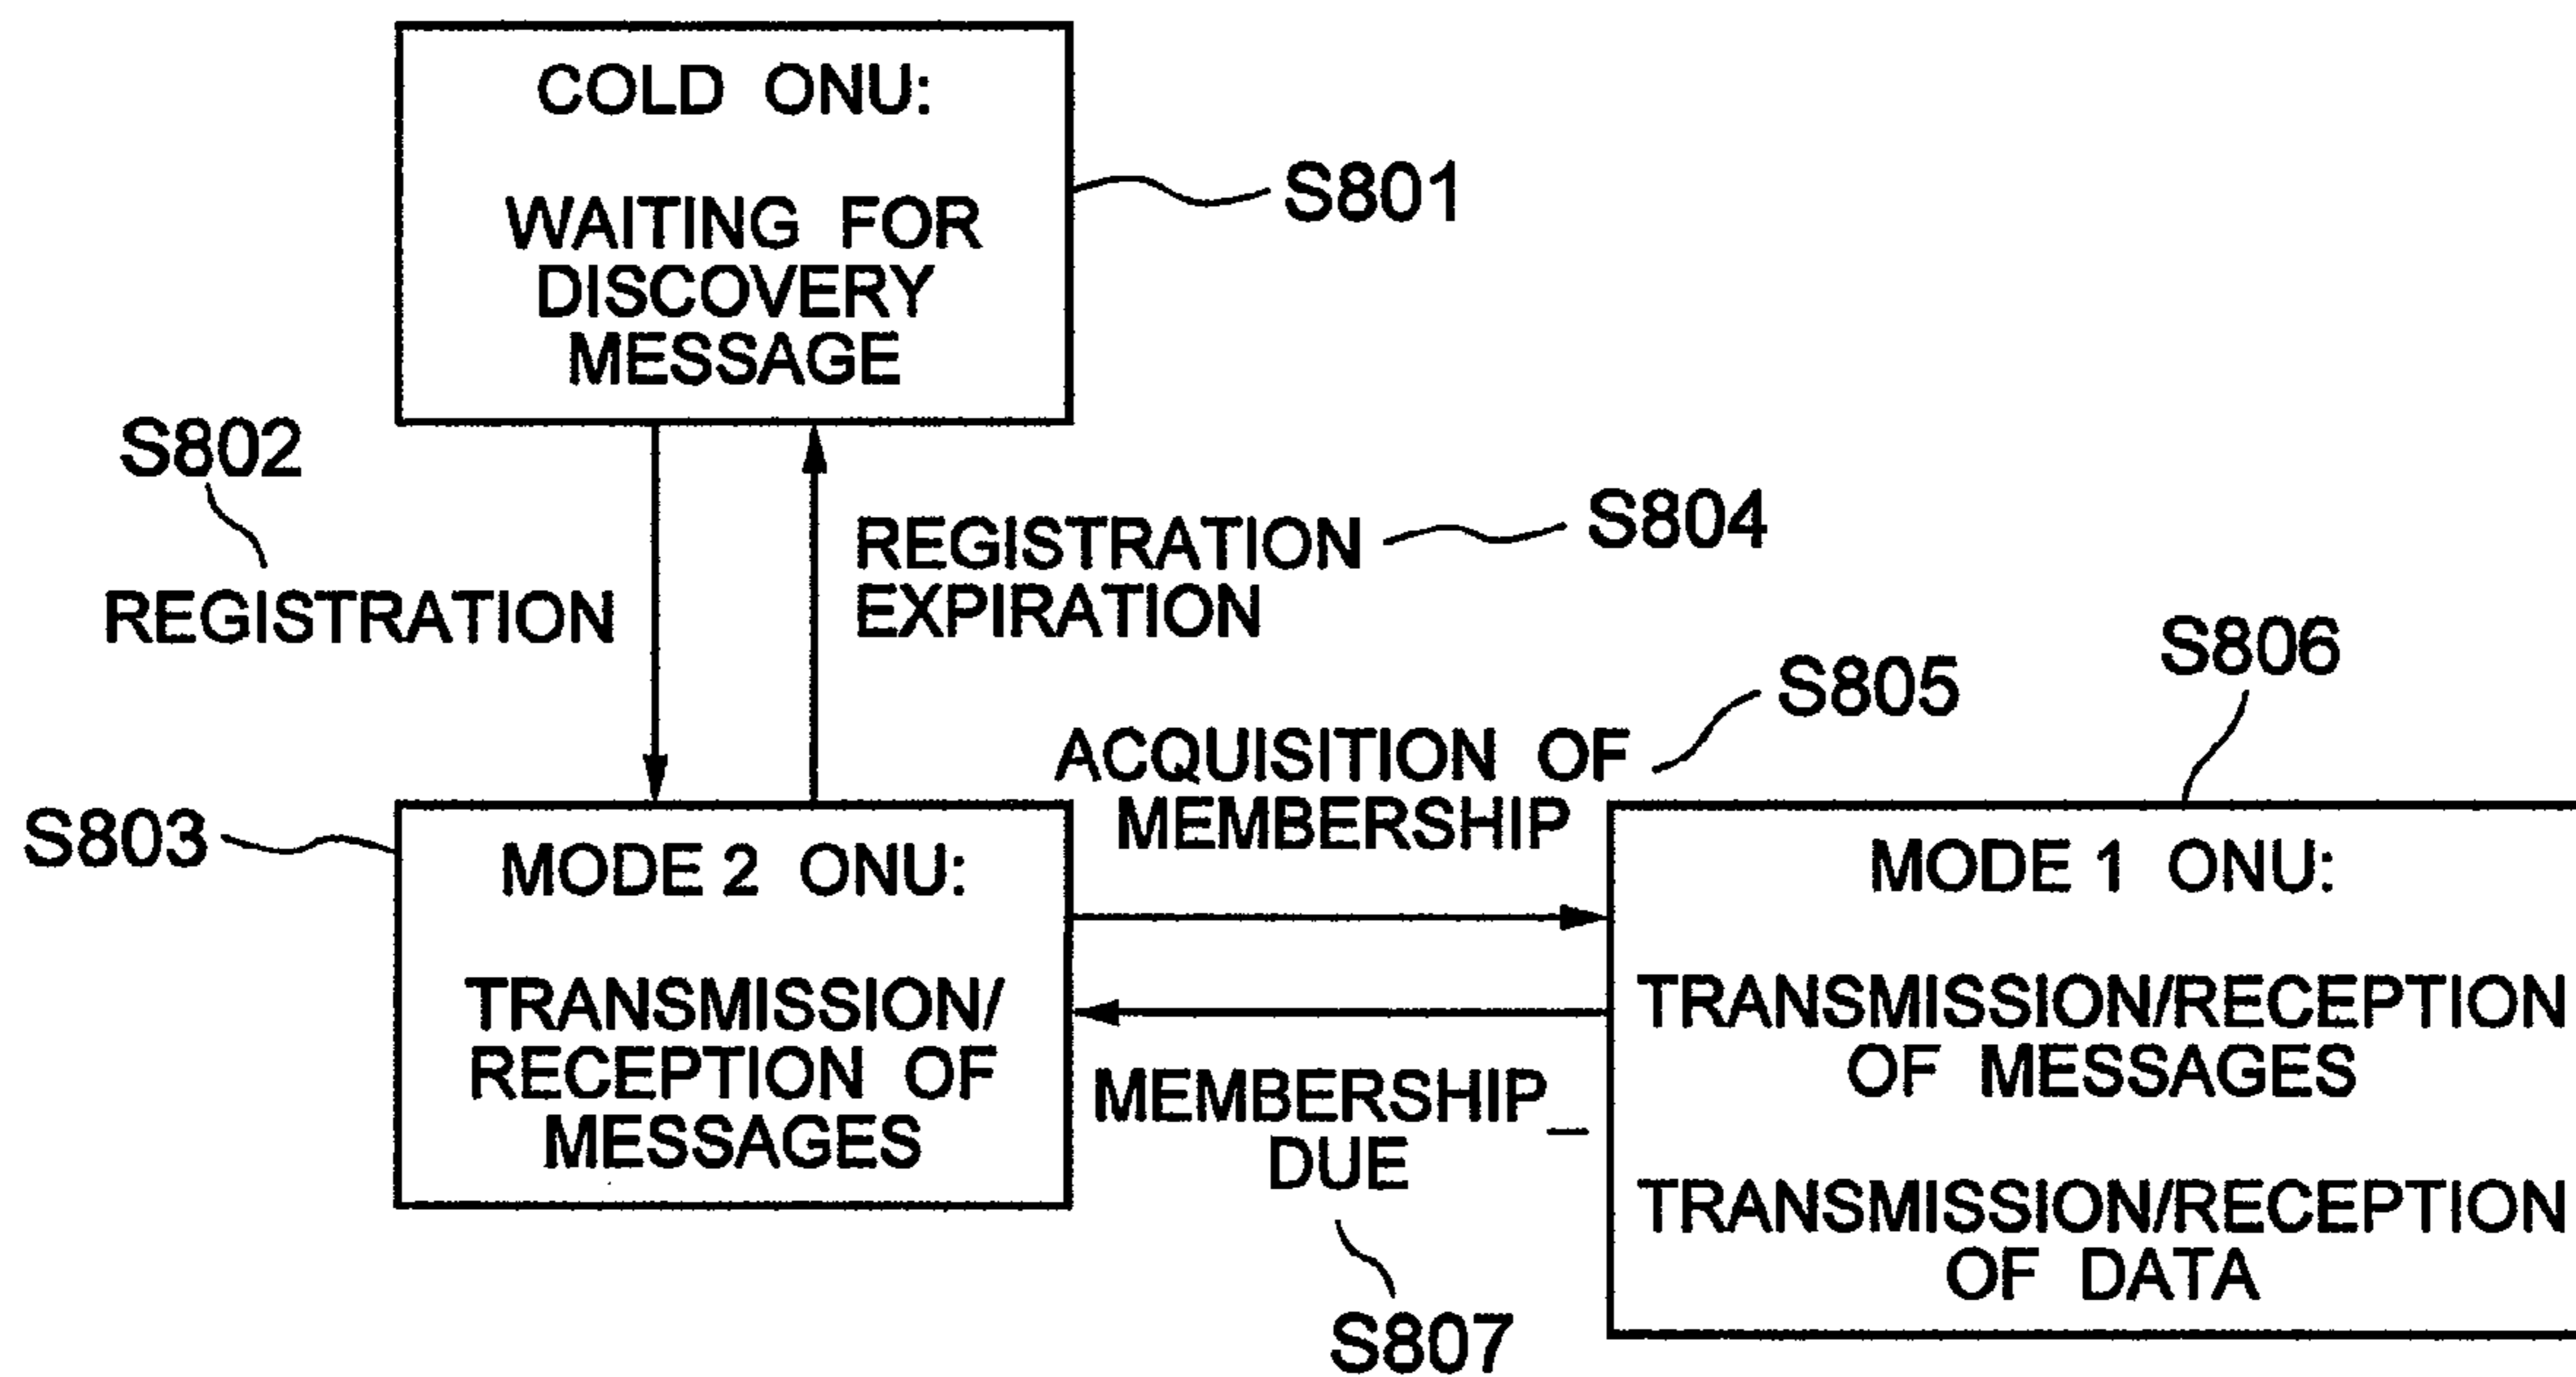 COLD ONU:
WAITING FOR
DISCOVERY
MESSAGE
S801
S802
REGISTRATION
REGISTRATION
EXPIRATION
S804
S803
MODE 2 ONU:
TRANSMISSION/
RECEPTION OF
MESSAGES
ACQUISITION OF
MEMBERSHIP
S805
S806
MODE 1 ONU:
TRANSMISSION/RECEPTION
OF MESSAGES
TRANSMISSION/RECEPTION
OF DATA
MEMBERSHIP_
DUE
S807